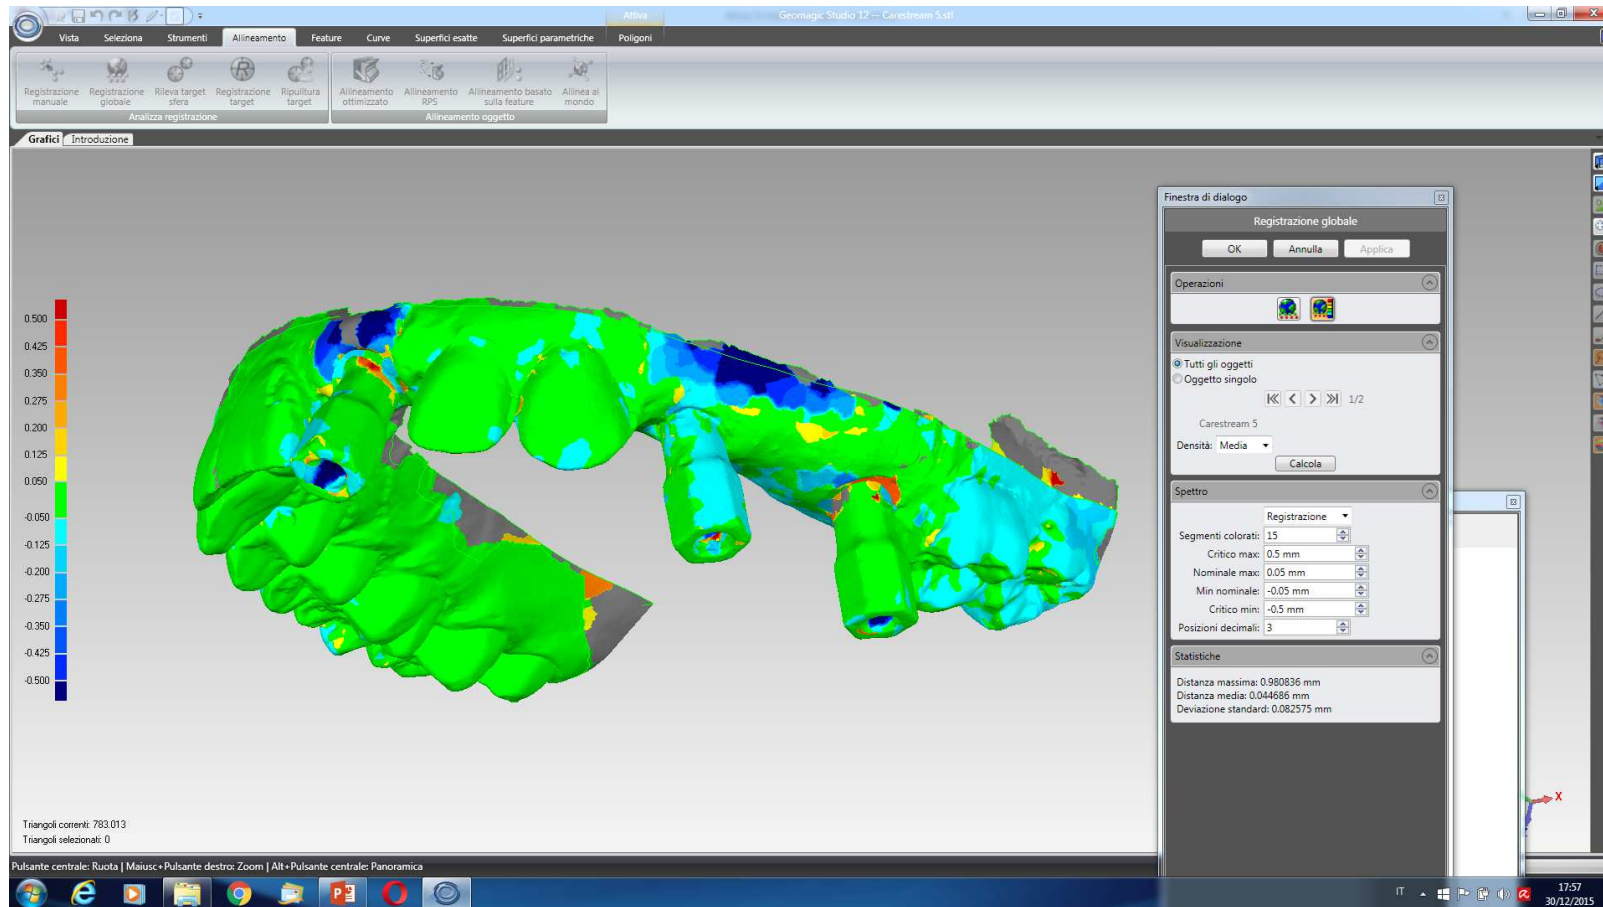 Attiva
Geomagic Studio 12 -- Carestream 5.stl
Vista Seleziona Strumenti Allineamento Feature Curve Superfici esatte Superfici parametriche Poligoni
Registrazione manuale
Registrazione globale
Rileva target sfera
Registrazione target
Ripulitura target
Allineamento ottimizzato
Allineamento RPS
Allineamento basato sulla feature
Allinea al mondo
Analizza registrazione
Allineamento oggetto
Grafici
Introduzione
0.500
0.425
0.350
0.275
0.200
0.125
0.050
-0.050
-0.125
-0.200
-0.275
-0.350
-0.425
-0.500
Finestra di dialogo
Registrazione globale
OK Annulla Applica
Operazioni
Visualizzazione
Tutti gli oggetti
Oggetto singolo
1/2
Carestream 5
Densità: Media
Calcola
Spettro
Registrazione
Segmenti colorati: 15
Critico max: 0.5 mm
Nominale max: 0.05 mm
Min nominale: -0.05 mm
Critico min: -0.5 mm
Posizioni decimali: 3
Statistiche
Distanza massima: 0.980836 mm
Distanza media: 0.044686 mm
Deviazione standard: 0.082575 mm
X
Triangoli correnti: 783.013
Triangoli selezionati: 0
Pulsante centrale: Ruota | Maiusc+Pulsante destro: Zoom | Alt+Pulsante centrale: Panoramica
IT
17:57
30/12/2015